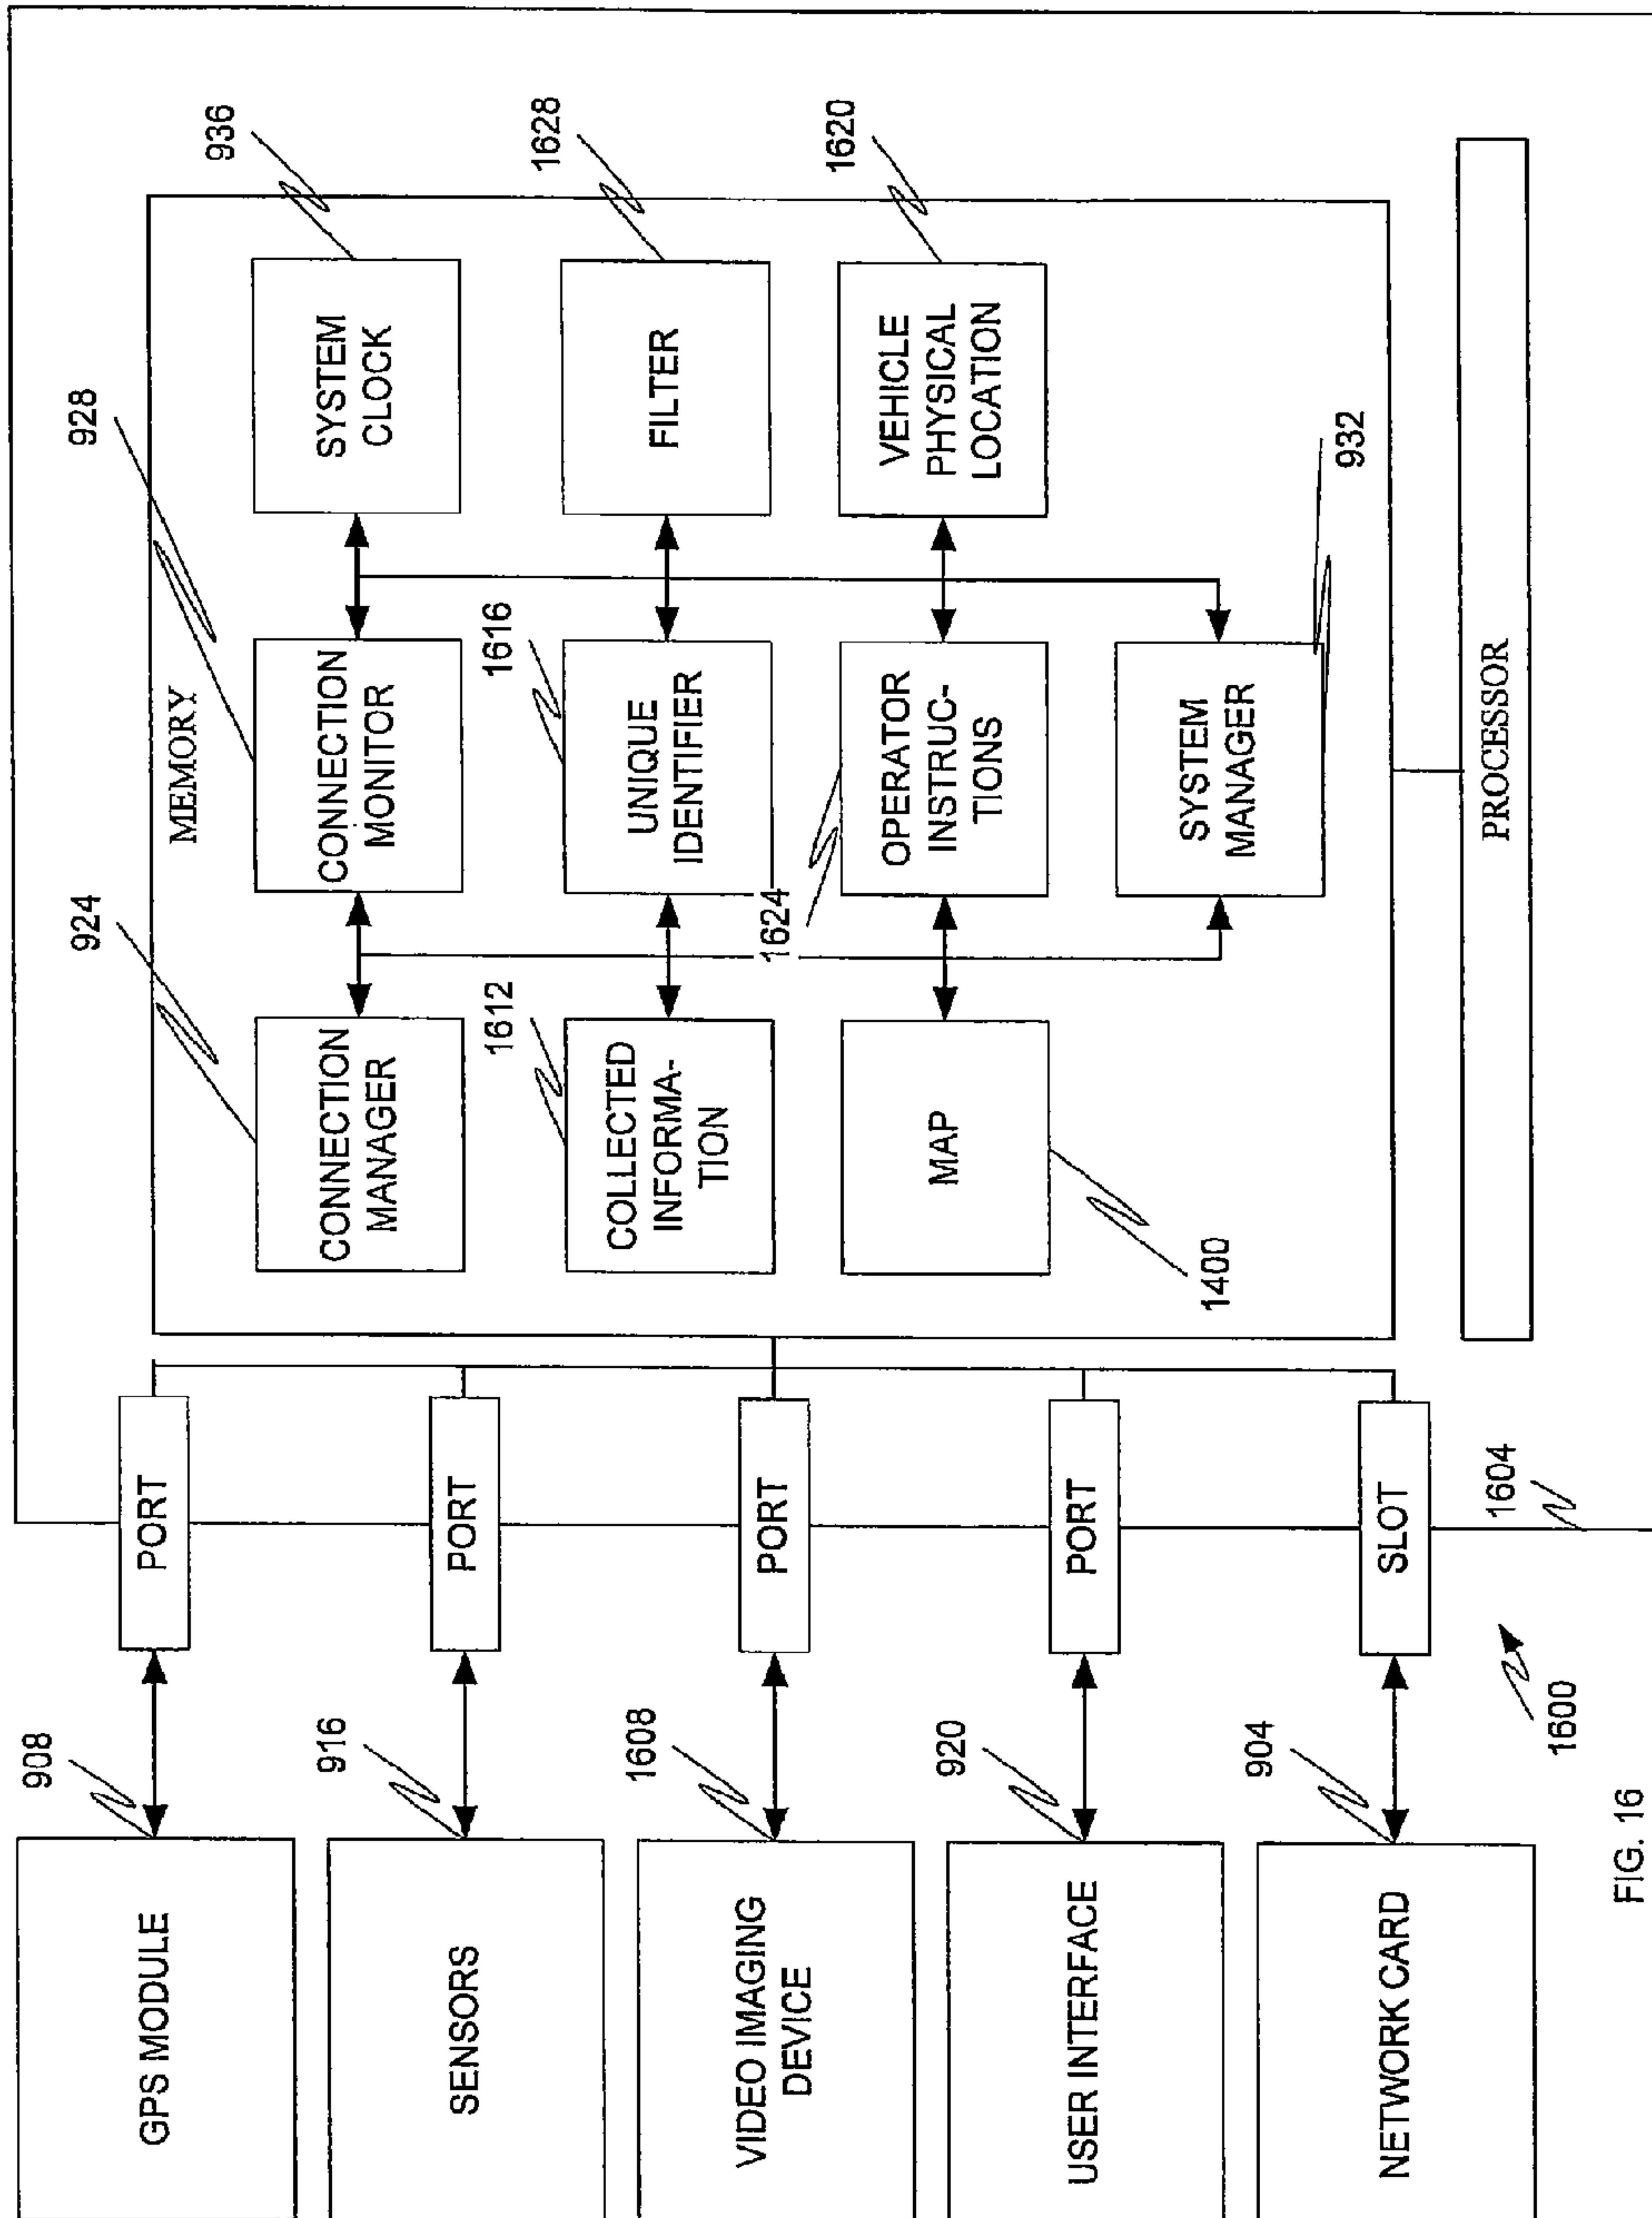 908
GPS MODULE
PORT
916
SENSORS
PORT
1608
VIDEO IMAGING
DEVICE
PORT
920
USER INTERFACE
PORT
904
NETWORK CARD
SLOT
1600
1604
MEMORY
924
CONNECTION
MANAGER
928
CONNECTION
MONITOR
936
SYSTEM
CLOCK
1612
COLLECTED
INFORMA-
TION
1616
UNIQUE
IDENTIFIER
1628
FILTER
1400
MAP
1624
OPERATOR
INSTRUC-
TIONS
1620
VEHICLE
PHYSICAL
LOCATION
932
SYSTEM
MANAGER
PROCESSOR
FIG. 16